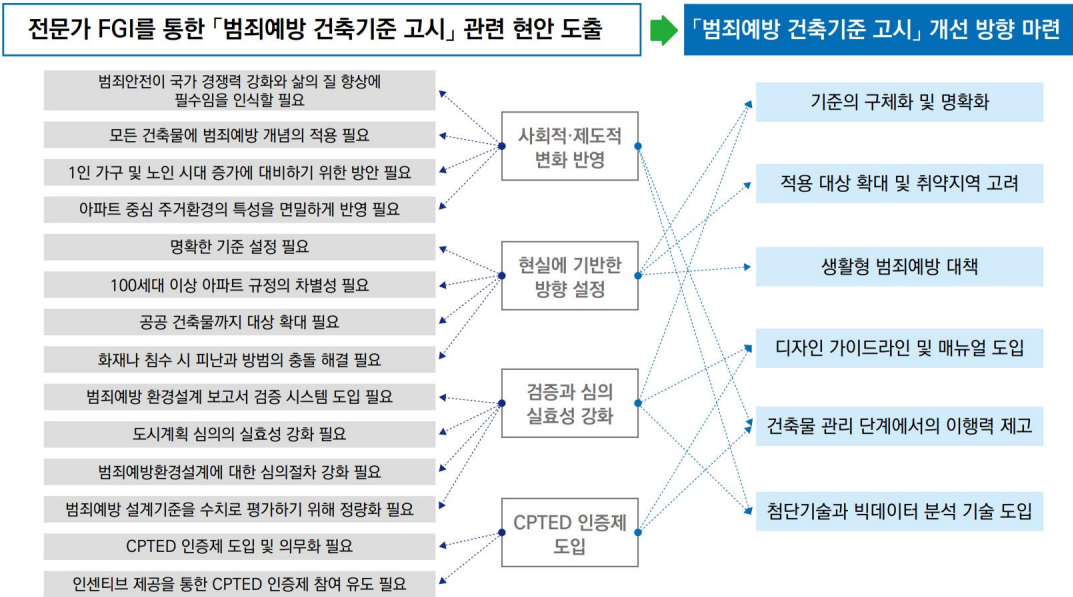 전문가 FGI를 통한 「범죄예방 건축기준 고시」 관련 현안 도출
「범죄예방 건축기준 고시」 개선 방향 마련
범죄안전이 국가 경쟁력 강화와 삶의 질 향상에
필수임을 인식할 필요
모든 건축물에 범죄예방 개념의 적용 필요
1인 가구 및 노인 시대 증가에 대비하기 위한 방안 필요
아파트 중심 주거환경의 특성을 면밀하게 반영 필요
명확한 기준 설정 필요
100세대 이상 아파트 규정의 차별성 필요
공공 건축물까지 대상 확대 필요
화재나 침수 시 피난과 방범의 충돌 해결 필요
범죄예방 환경설계 보고서 검증 시스템 도입 필요
도시계획 심의의 실효성 강화 필요
범죄예방환경설계에 대한 심의절차 강화 필요
범죄예방 설계기준을 수치로 평가하기 위해 정량화 필요
CPTED 인증제 도입 및 의무화 필요
인센티브 제공을 통한 CPTED 인증제 참여 유도 필요
사회적·제도적
변화 반영
현실에 기반한
방향 설정
검증과 심의
실효성 강화
CPTED 인증제
도입
기준의 구체화 및 명확화
적용 대상 확대 및 취약지역 고려
생활형 범죄예방 대책
디자인 가이드라인 및 매뉴얼 도입
건축물 관리 단계에서의 이행력 제고
첨단기술과 빅데이터 분석 기술 도입